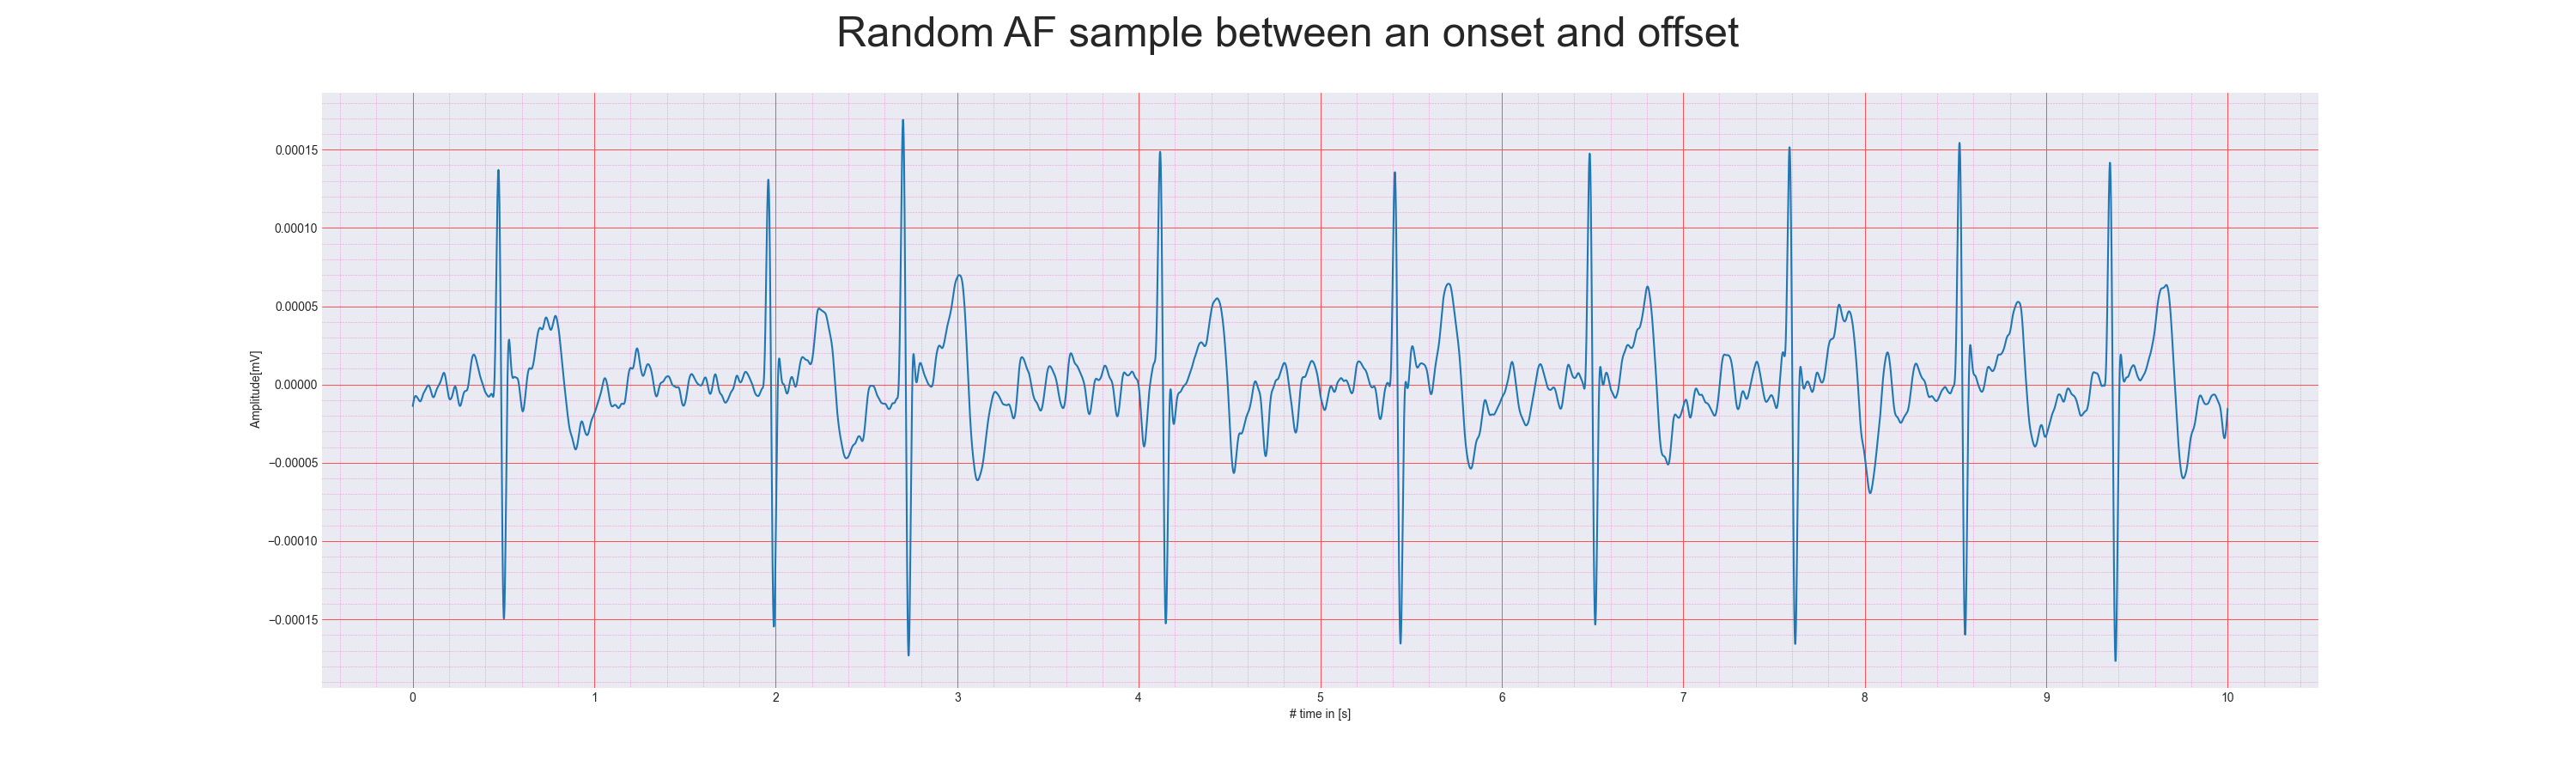 Random AF sample between an onset and offset
0.00015
0.00010
0.00005
0.00000
−0.00005
−0.00010
−0.00015
Amplitude[mV]
0 1 2 3 4 5 6 7 8 9 10
# time in [s]